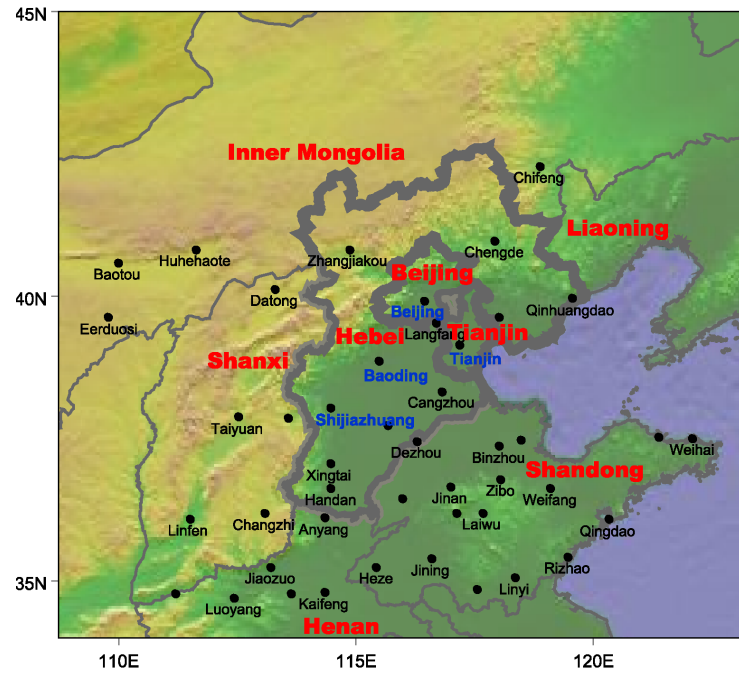 45N
Inner Mongolia
Chifeng
Liaoning
Huhehaote
Zhangjiakou
Chengde
Baotou
Beijing
40N
Datong
Qinhuangdao
Beijing
Eerduosi
Langfang
Hebei
Tianjin
Shanxi
Tianjin
Baoding
Cangzhou
Shijiazhuang
Taiyuan
Dezhou
Binzhou
Weihai
Xingtai
Shandong
Handan
Jinan
Zibo
Weifang
Linfen
Changzhi
Anyang
Laiwu
Qingdao
35N
Jiaozuo
Heze
Jining
Rizhao
Linyi
Luoyang
Kaifeng
Henan
110E
115E
120E